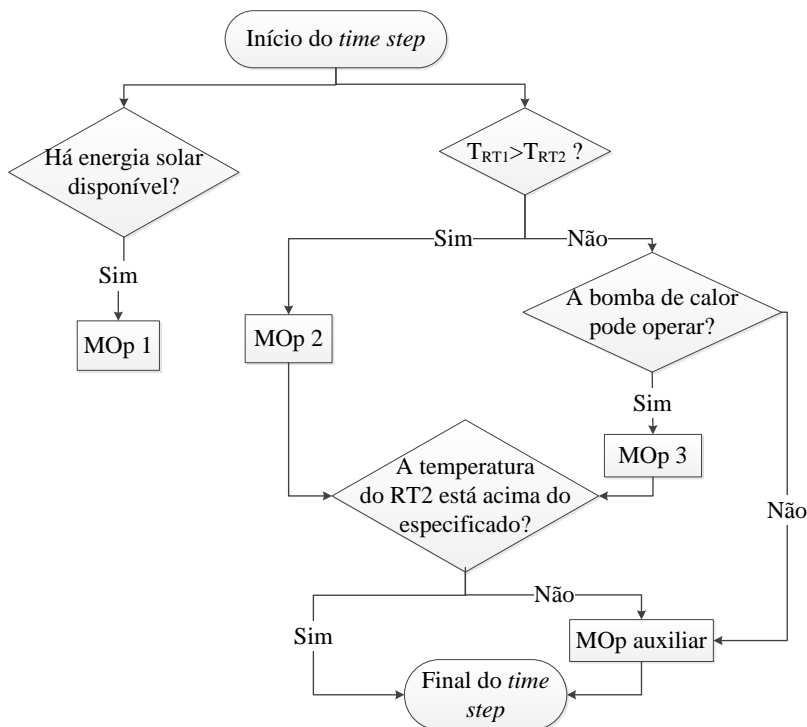 Início do time step
Há energia solar
disponível?
T_RT1>T_RT2 ?
Sim
Não
Sim
A bomba de calor
pode operar?
MOp 1
MOp 2
Sim
MOp 3
A temperatura
do RT2 está acima do
especificado?
Não
Não
Sim
MOp auxiliar
Final do time
step